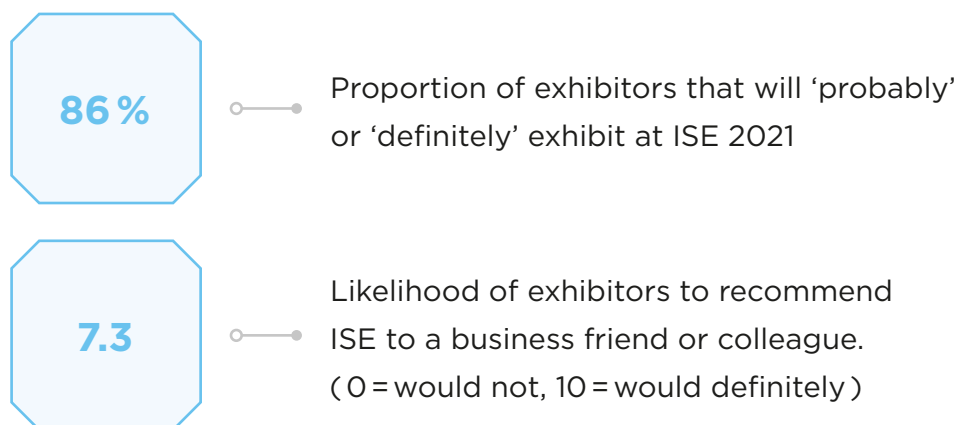 86 %
Proportion of exhibitors that will ‘probably’
or ‘definitely’ exhibit at ISE 2021
7.3
Likelihood of exhibitors to recommend
ISE to a business friend or colleague.
( 0 = would not, 10 = would definitely )